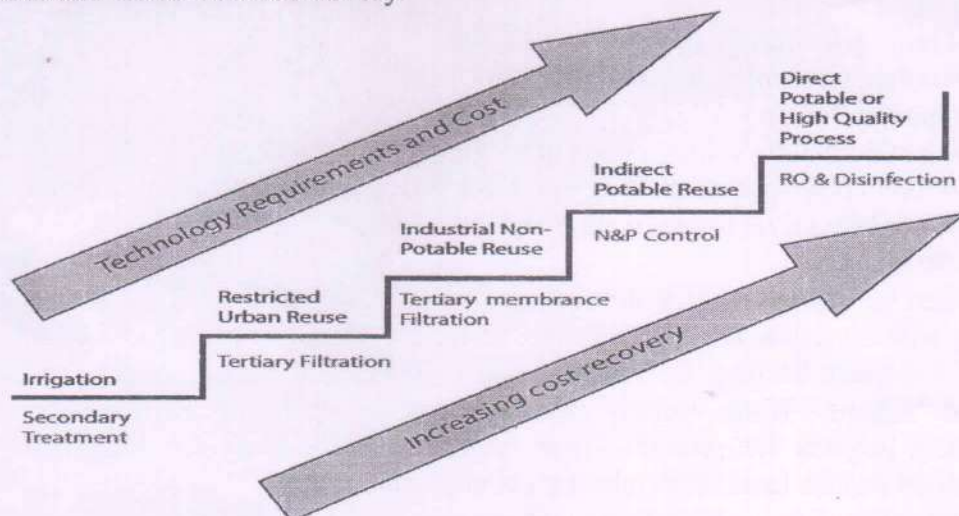 Technology Requirements and Cost
Direct
Potable or
High Quality
Process
RO & Disinfection
Indirect
Potable Reuse
N&P Control
Industrial Non-
Potable Reuse
Tertiary membrance
Filtration
Restricted
Urban Reuse
Tertiary Filtration
Irrigation
Secondary
Treatment
Increasing cost recovery